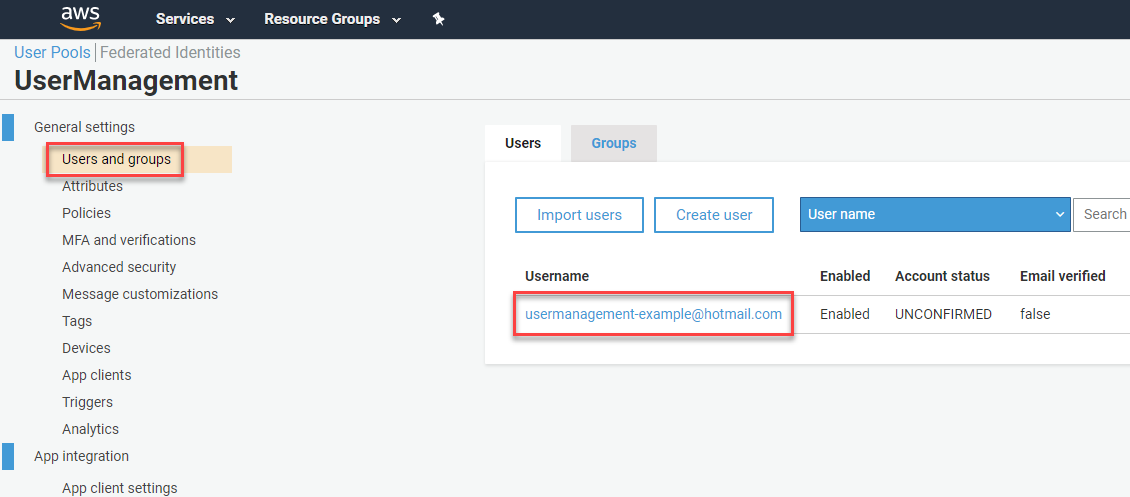 aws Services Resource Groups
User Pools Federated Identities
UserManagement
General settings
Users and groups
Attributes
Policies
MFA and verifications
Advanced security
Message customizations
Tags
Devices
App clients
Triggers
Analytics
App integration
App client settings
Users Groups
Import users Create user User name Search
Username Enabled Account status Email verified
usermanagement-example@hotmail.com Enabled UNCONFIRMED false